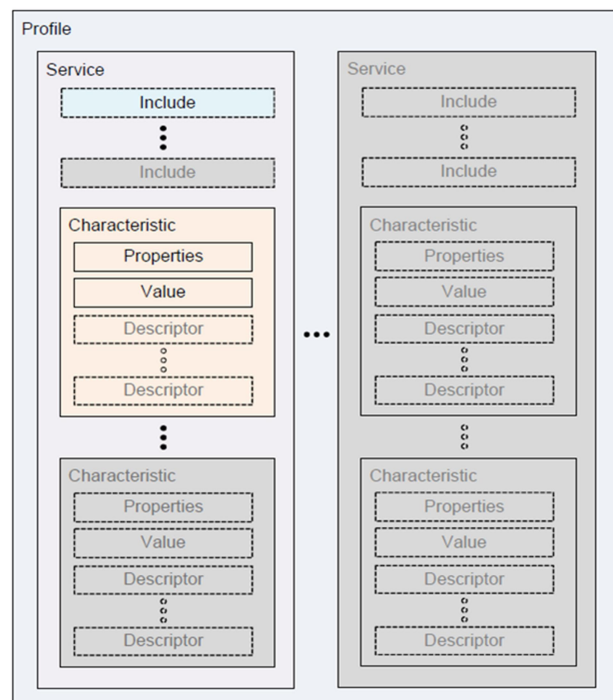 Profile
Service
Include
Include
Characteristic
Properties
Value
Descriptor
Descriptor
Characteristic
Properties
Value
Descriptor
Descriptor
Service
Include
Include
Characteristic
Properties
Value
Descriptor
Descriptor
Characteristic
Properties
Value
Descriptor
Descriptor